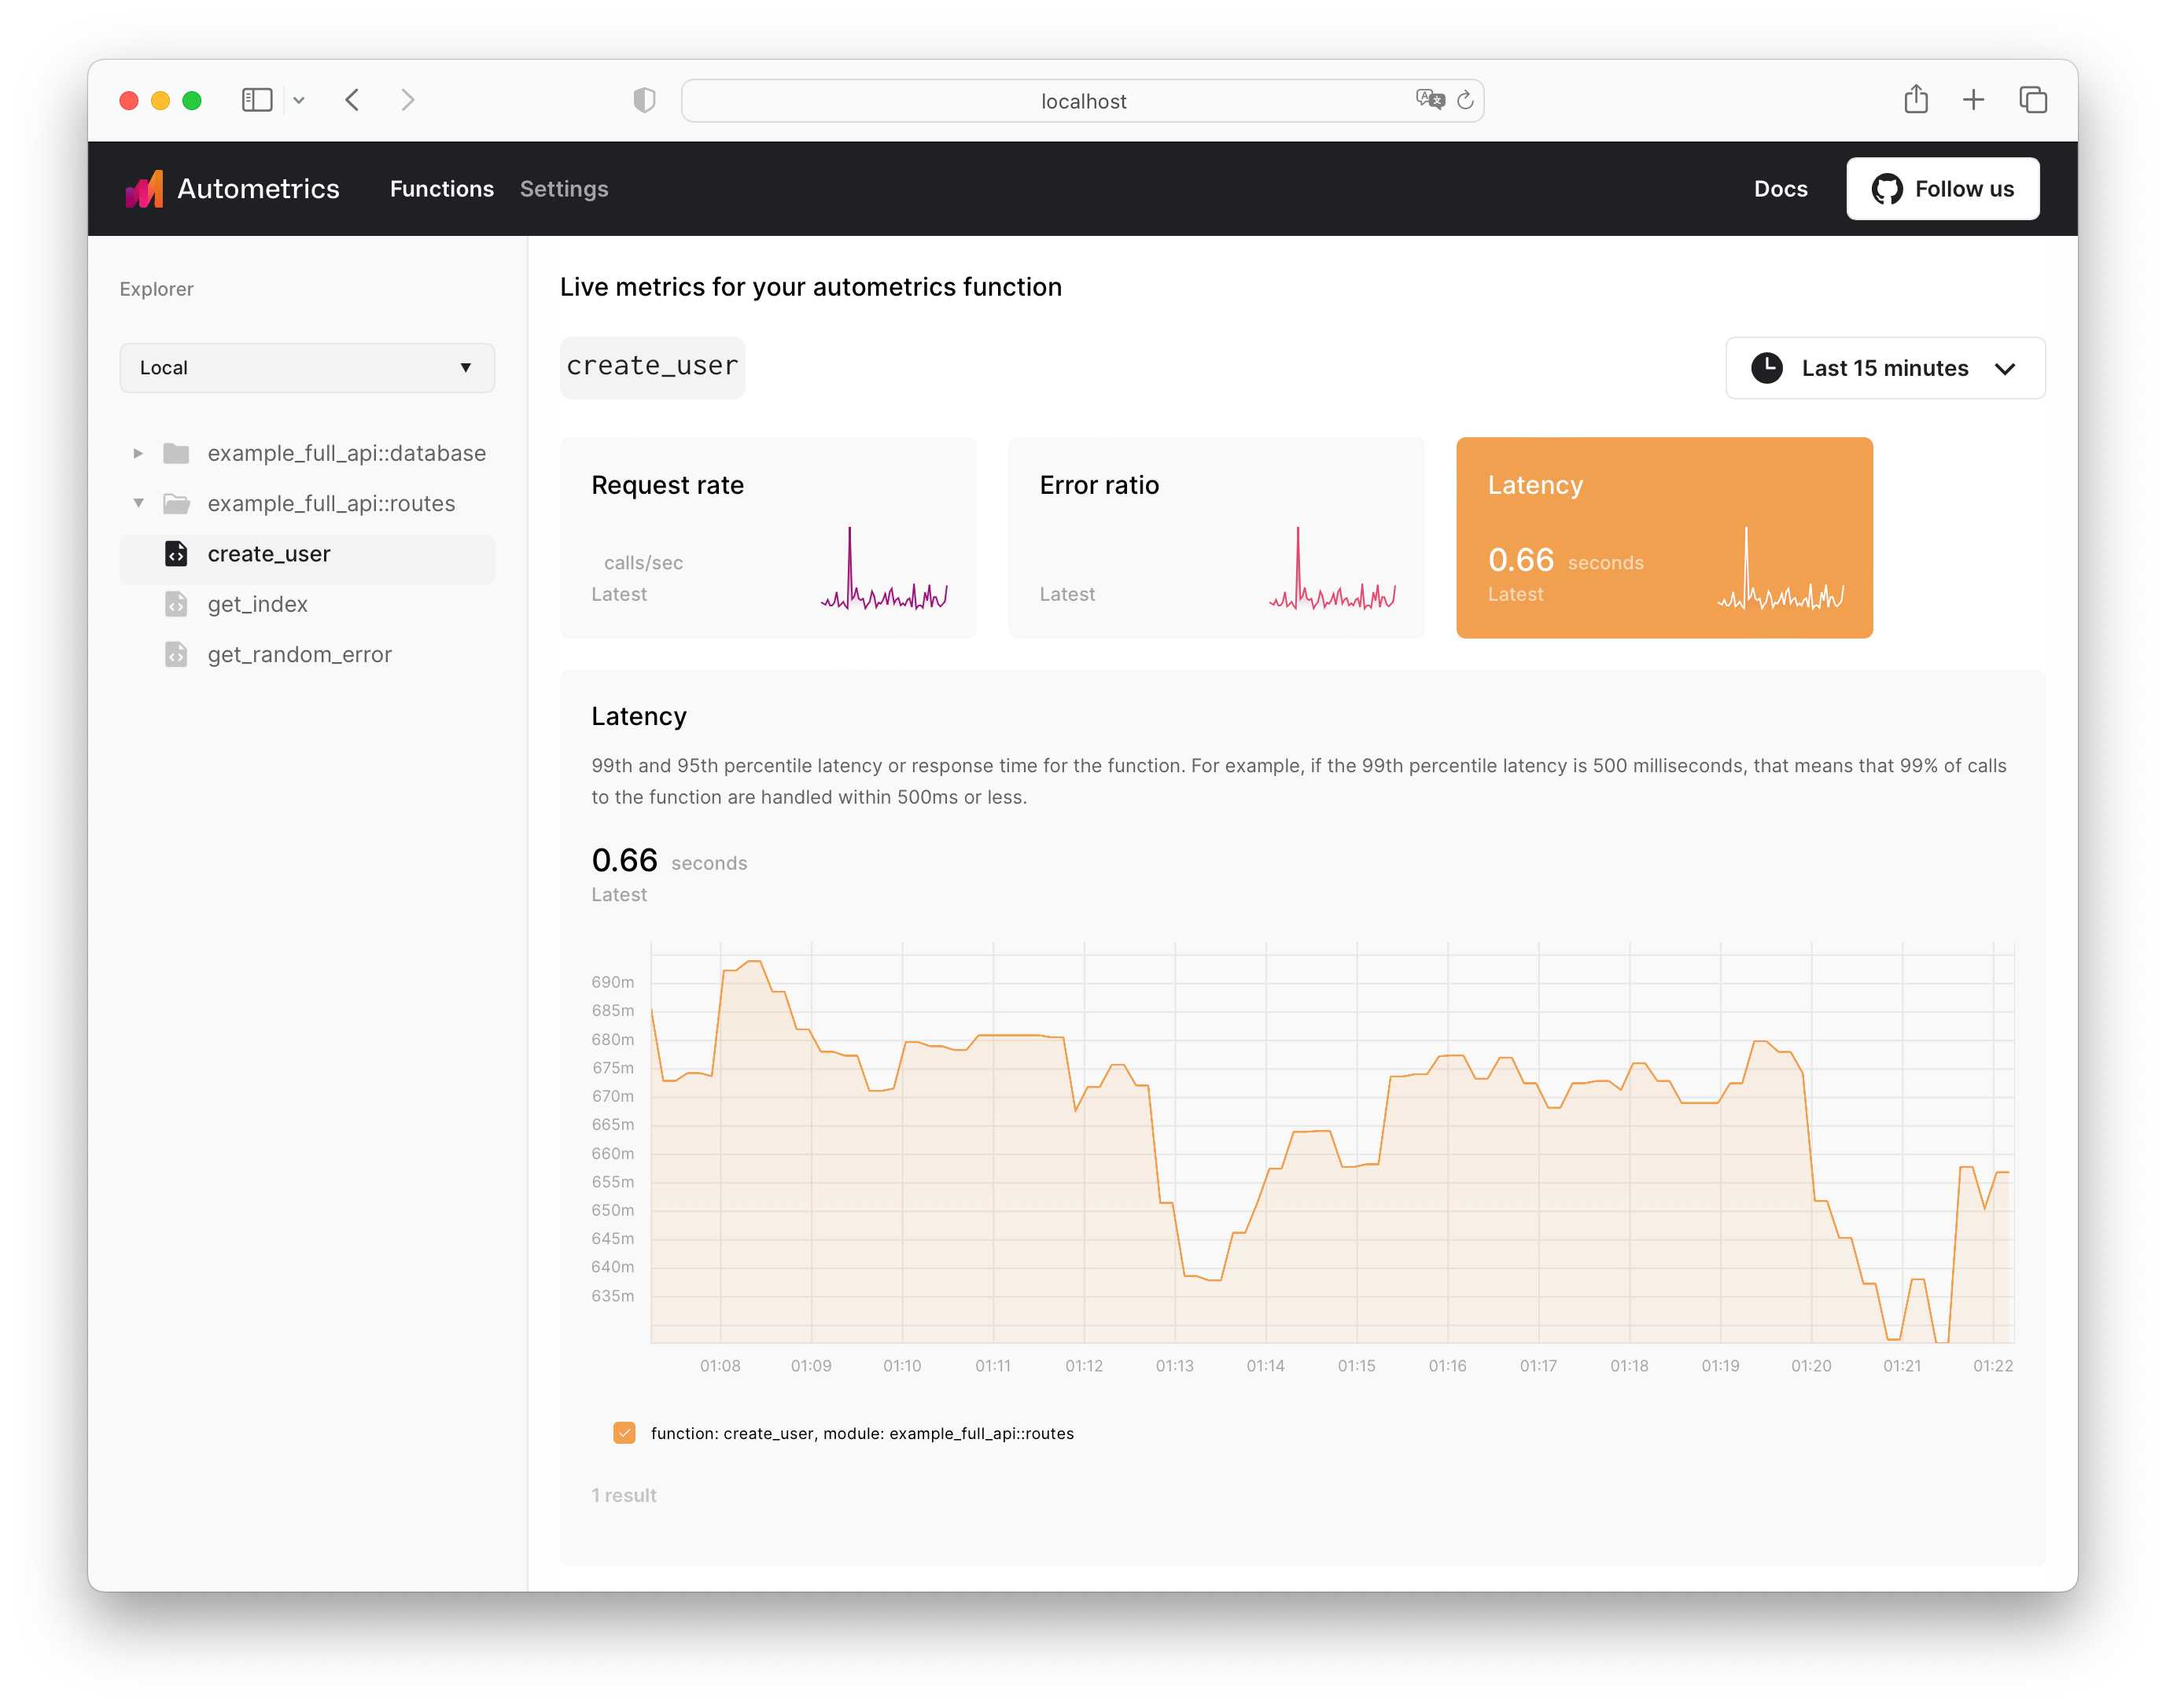 localhost
Autometrics
Functions
Settings
Docs
Follow us
Explorer
Local
example_full_api::database
example_full_api::routes
create_user
get_index
get_random_error
Live metrics for your autometrics function
create_user
Last 15 minutes
Request rate
calls/sec
Latest
Error ratio
Latest
Latency
0.66 seconds
Latest
Latency
99th and 95th percentile latency or response time for the function. For example, if the 99th percentile latency is 500 milliseconds, that means that 99% of calls
to the function are handled within 500ms or less.
0.66 seconds
Latest
690m
685m
680m
675m
670m
665m
660m
655m
650m
645m
640m
635m
01:08 01:09 01:10 01:11 01:12 01:13 01:14 01:15 01:16 01:17 01:18 01:19 01:20 01:21 01:22
function: create_user, module: example_full_api::routes
1 result